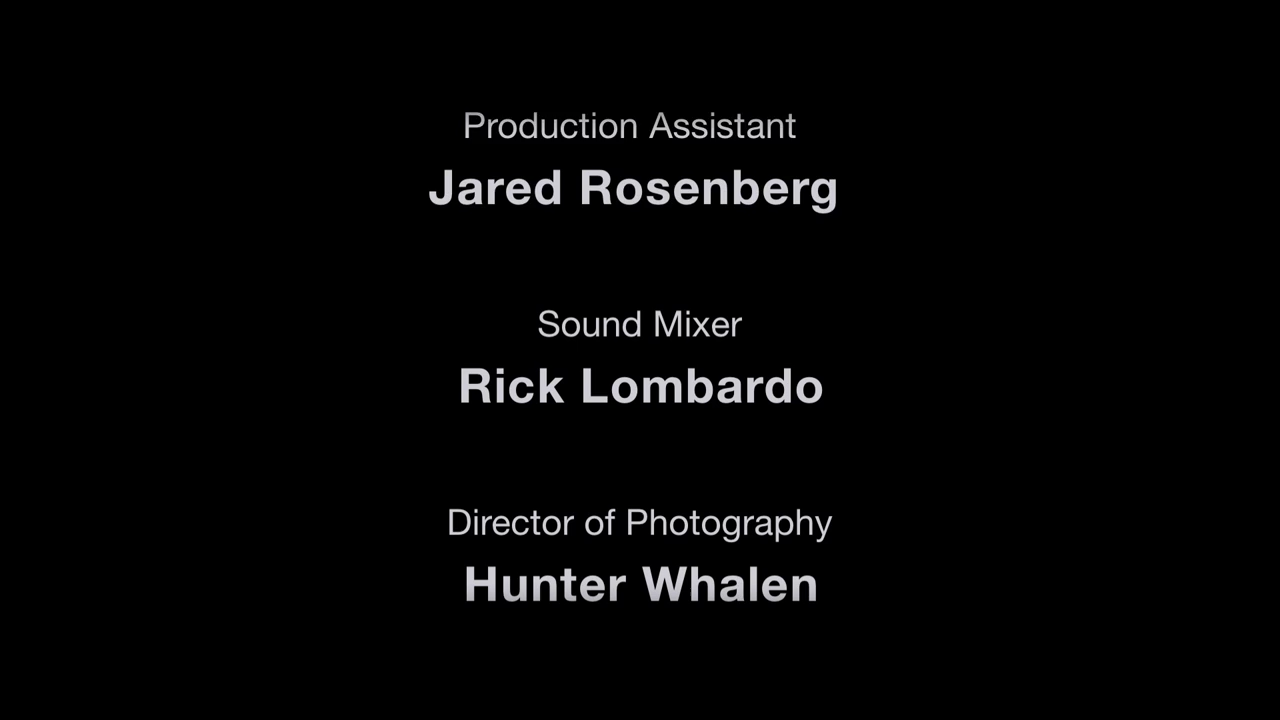 Production Assistant
Jared Rosenberg
Sound Mixer
Rick Lombardo
Director of Photography
Hunter Whalen